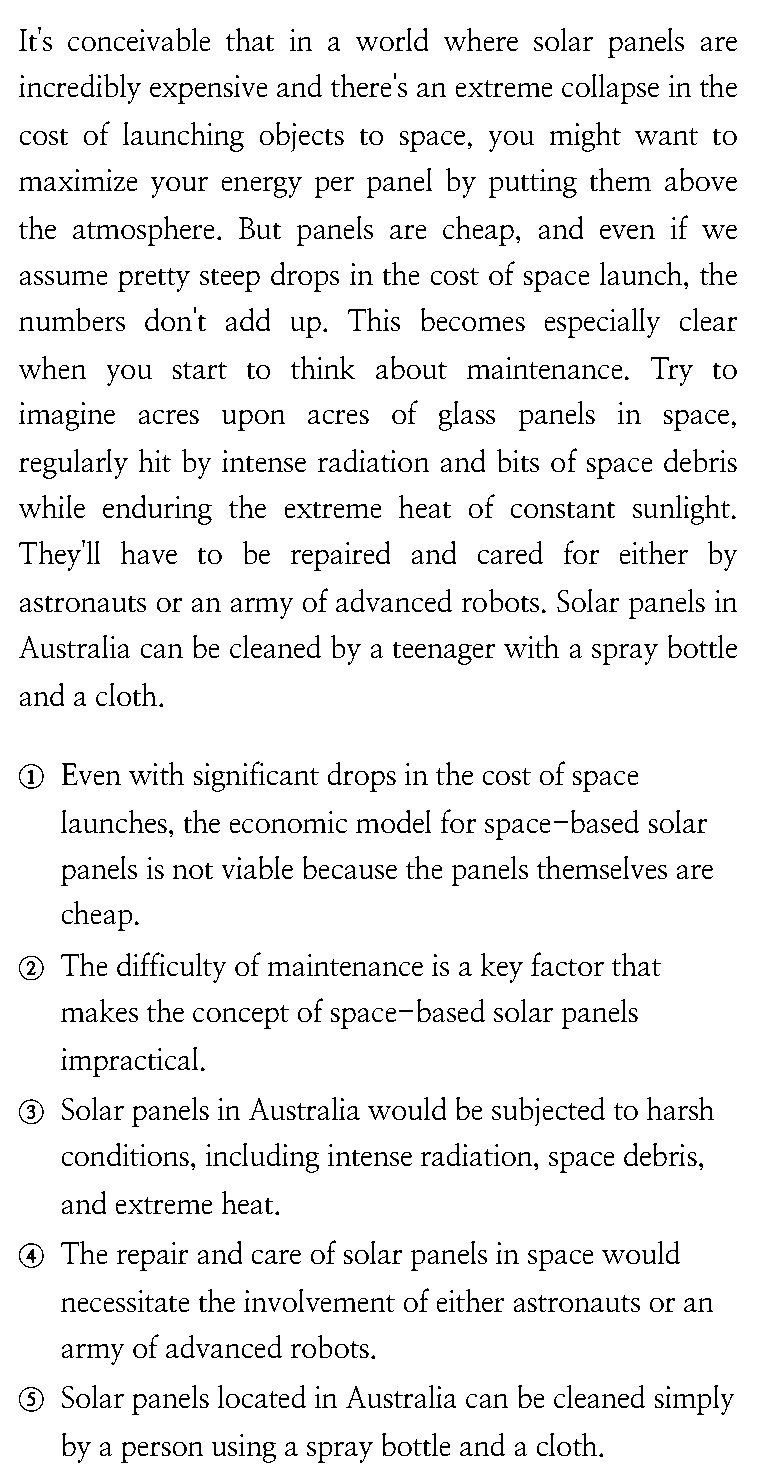 It's conceivable that in a world where solar panels are
incredibly expensive and there's an extreme collapse in the
cost of launching objects to space, you might want to
maximize your energy per panel by putting them above
the atmosphere. But panels are cheap, and even if we
assume pretty steep drops in the cost of space launch, the
numbers don't add up. This becomes especially clear
when you start to think about maintenance. Try to
imagine acres upon acres of glass panels in space,
regularly hit by intense radiation and bits of space debris
while enduring the extreme heat of constant sunlight.
They'll have to be repaired and cared for either by
astronauts or an army of advanced robots. Solar panels in
Australia can be cleaned by a teenager with a spray bottle
and a cloth.
① Even with significant drops in the cost of space
launches, the economic model for space-based solar
panels is not viable because the panels themselves are
cheap.
② The difficulty of maintenance is a key factor that
makes the concept of space-based solar panels
impractical.
③ Solar panels in Australia would be subjected to harsh
conditions, including intense radiation, space debris,
and extreme heat.
④ The repair and care of solar panels in space would
necessitate the involvement of either astronauts or an
army of advanced robots.
⑤ Solar panels located in Australia can be cleaned simply
by a person using a spray bottle and a cloth.